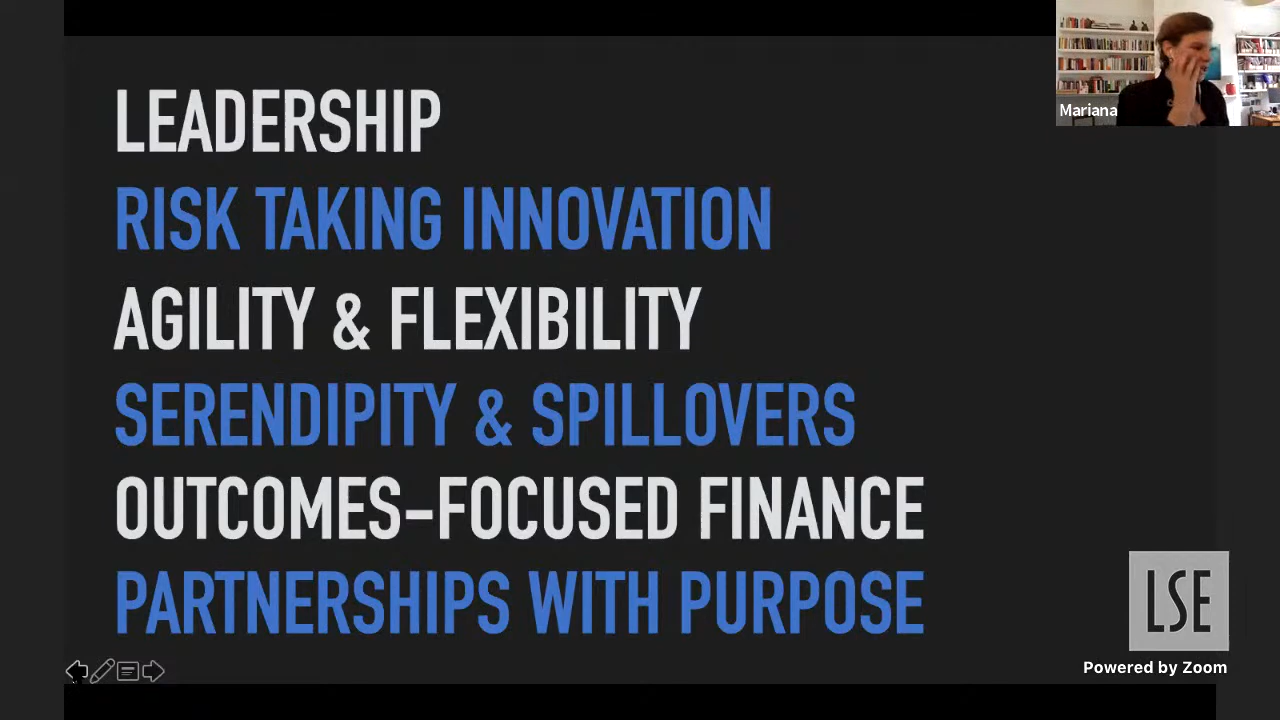 LEADERSHIP
RISK TAKING INNOVATION
AGILITY & FLEXIBILITY
SERENDIPITY & SPILLOVERS
OUTCOMES-FOCUSED FINANCE
PARTNERSHIPS WITH PURPOSE
Mariana
LSE
Powered by Zoom